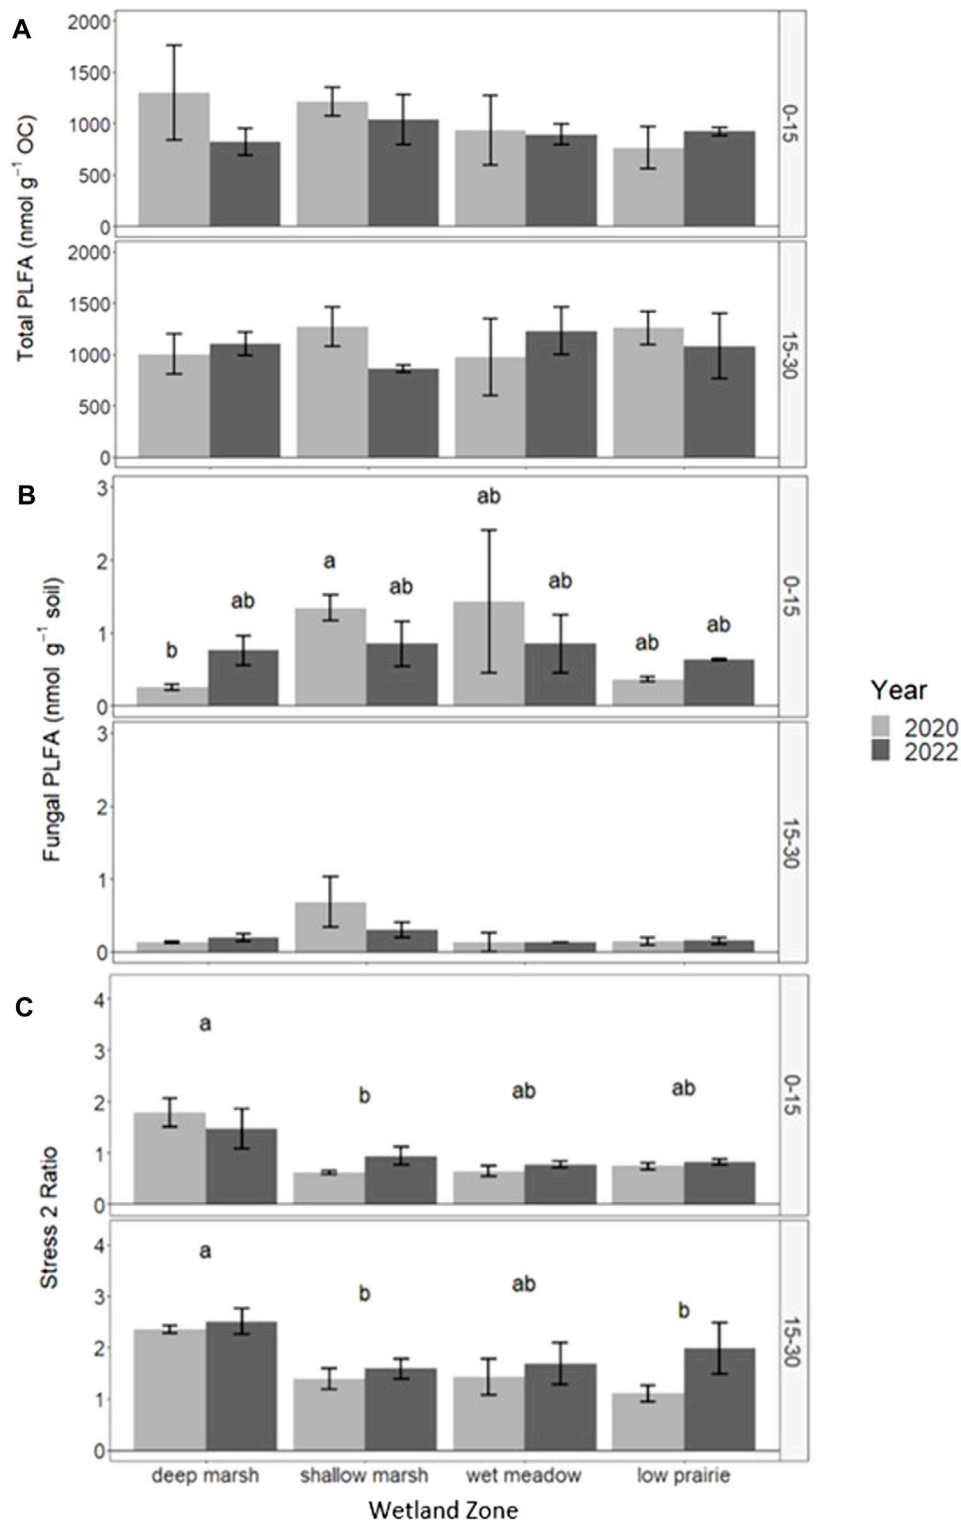 A
Total PLFA (nmol g⁻¹ OC)
2000
1500
1000
500
0
0-15
2000
1500
1000
500
0
15-30
B
Fungal PLFA (nmol g⁻¹ soil)
3
2
1
0
b
ab
a
ab
ab
ab
ab
ab
0-15
3
2
1
0
15-30
Year
2020
2022
C
Stress 2 Ratio
4
3
2
1
0
a
b
ab
ab
0-15
4
3
2
1
0
a
b
ab
b
15-30
deep marsh shallow marsh wet meadow low prairie
Wetland Zone